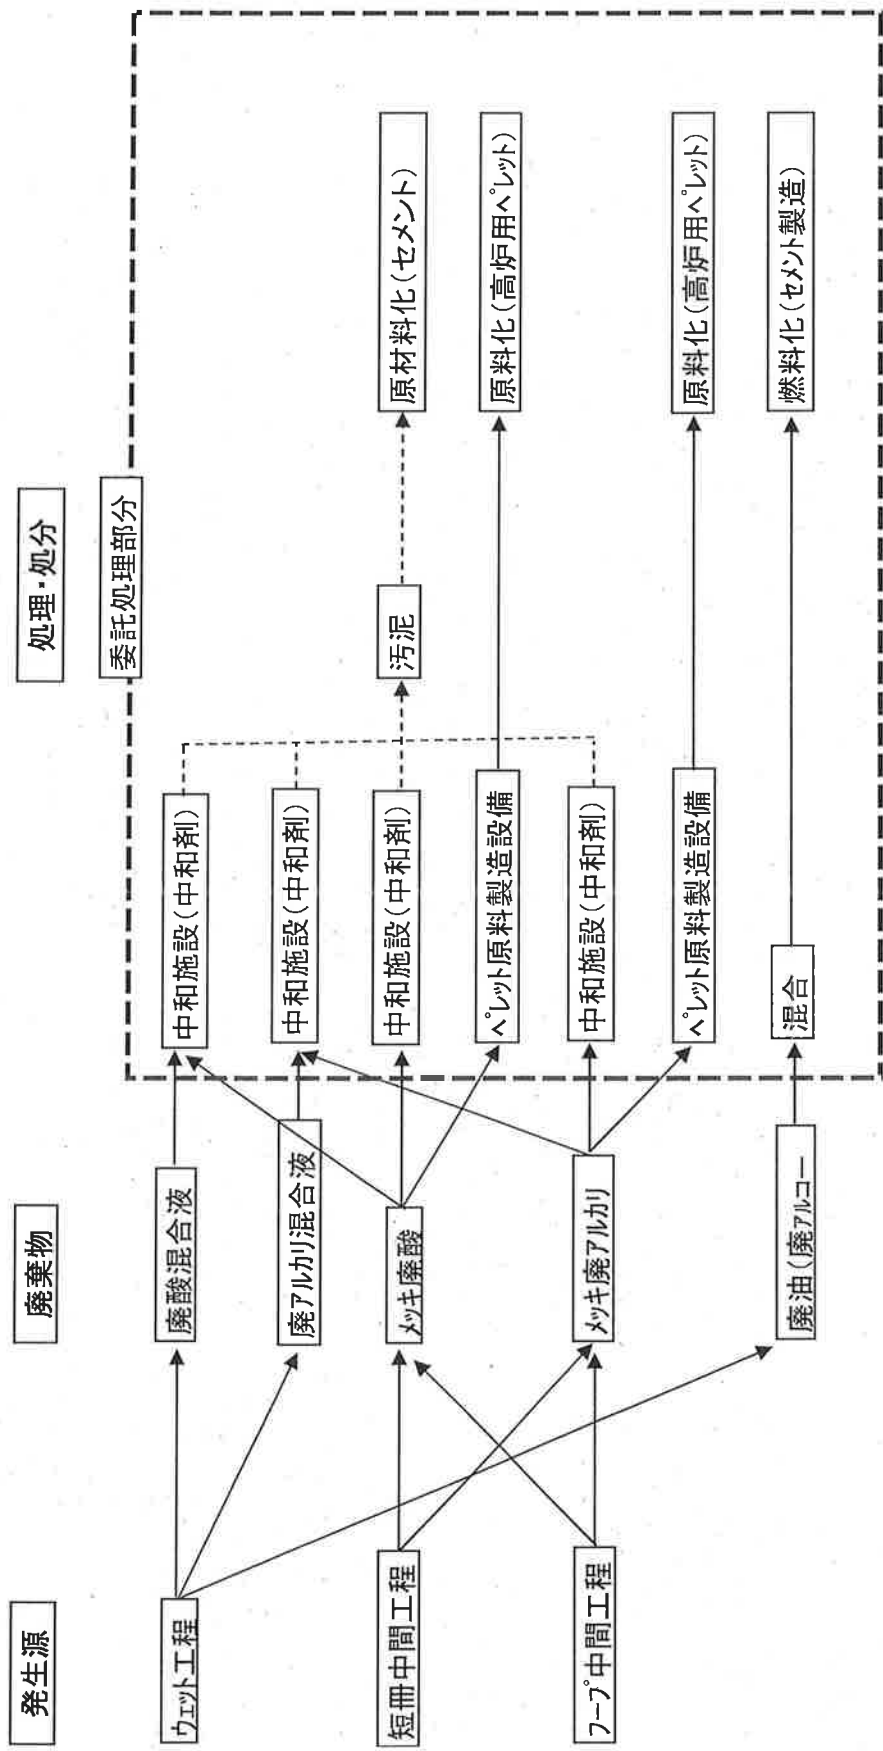 発生源
廃棄物
処理・処分
委託処理部分
ウェット工程
廃酸混合液
中和施設(中和剤)
廃アルカリ混合液
中和施設(中和剤)
短冊中間工程
メッキ廃酸
中和施設(中和剤)
汚泥
原材料化(セメント)
ペレット原料製造設備
原料化(高炉用ペレット)
フープ中間工程
メッキ廃アルカリ
中和施設(中和剤)
ペレット原料製造設備
原料化(高炉用ペレット)
廃油(廃アルコー
混合
燃料化(セメント製造)